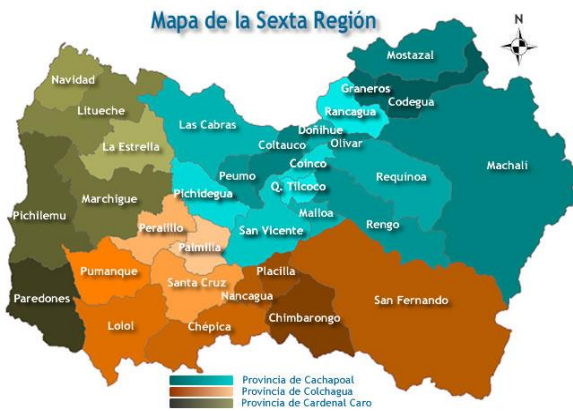 Mapa de la Sexta Región
N
Mostazal
Navidad
Graneros
Codegua
Litueche
Rancagua
Las Cabras
Doñihue
La Estrella
Coltauco
Olivar
Coinco
Machalí
Peumo
Requinoa
Pichidegua
Q. Tilcoco
Marchigue
Malloa
Pichilemu
Peralillo
San Vicente
Rengo
Palmilla
Pumanque
Placilla
Paredones
Santa Cruz
Nancagua
San Fernando
Lolol
Chépica
Chimbarongo
Provincia de Cachapoal
Provincia de Colchagua
Provincia de Cardenal Caro